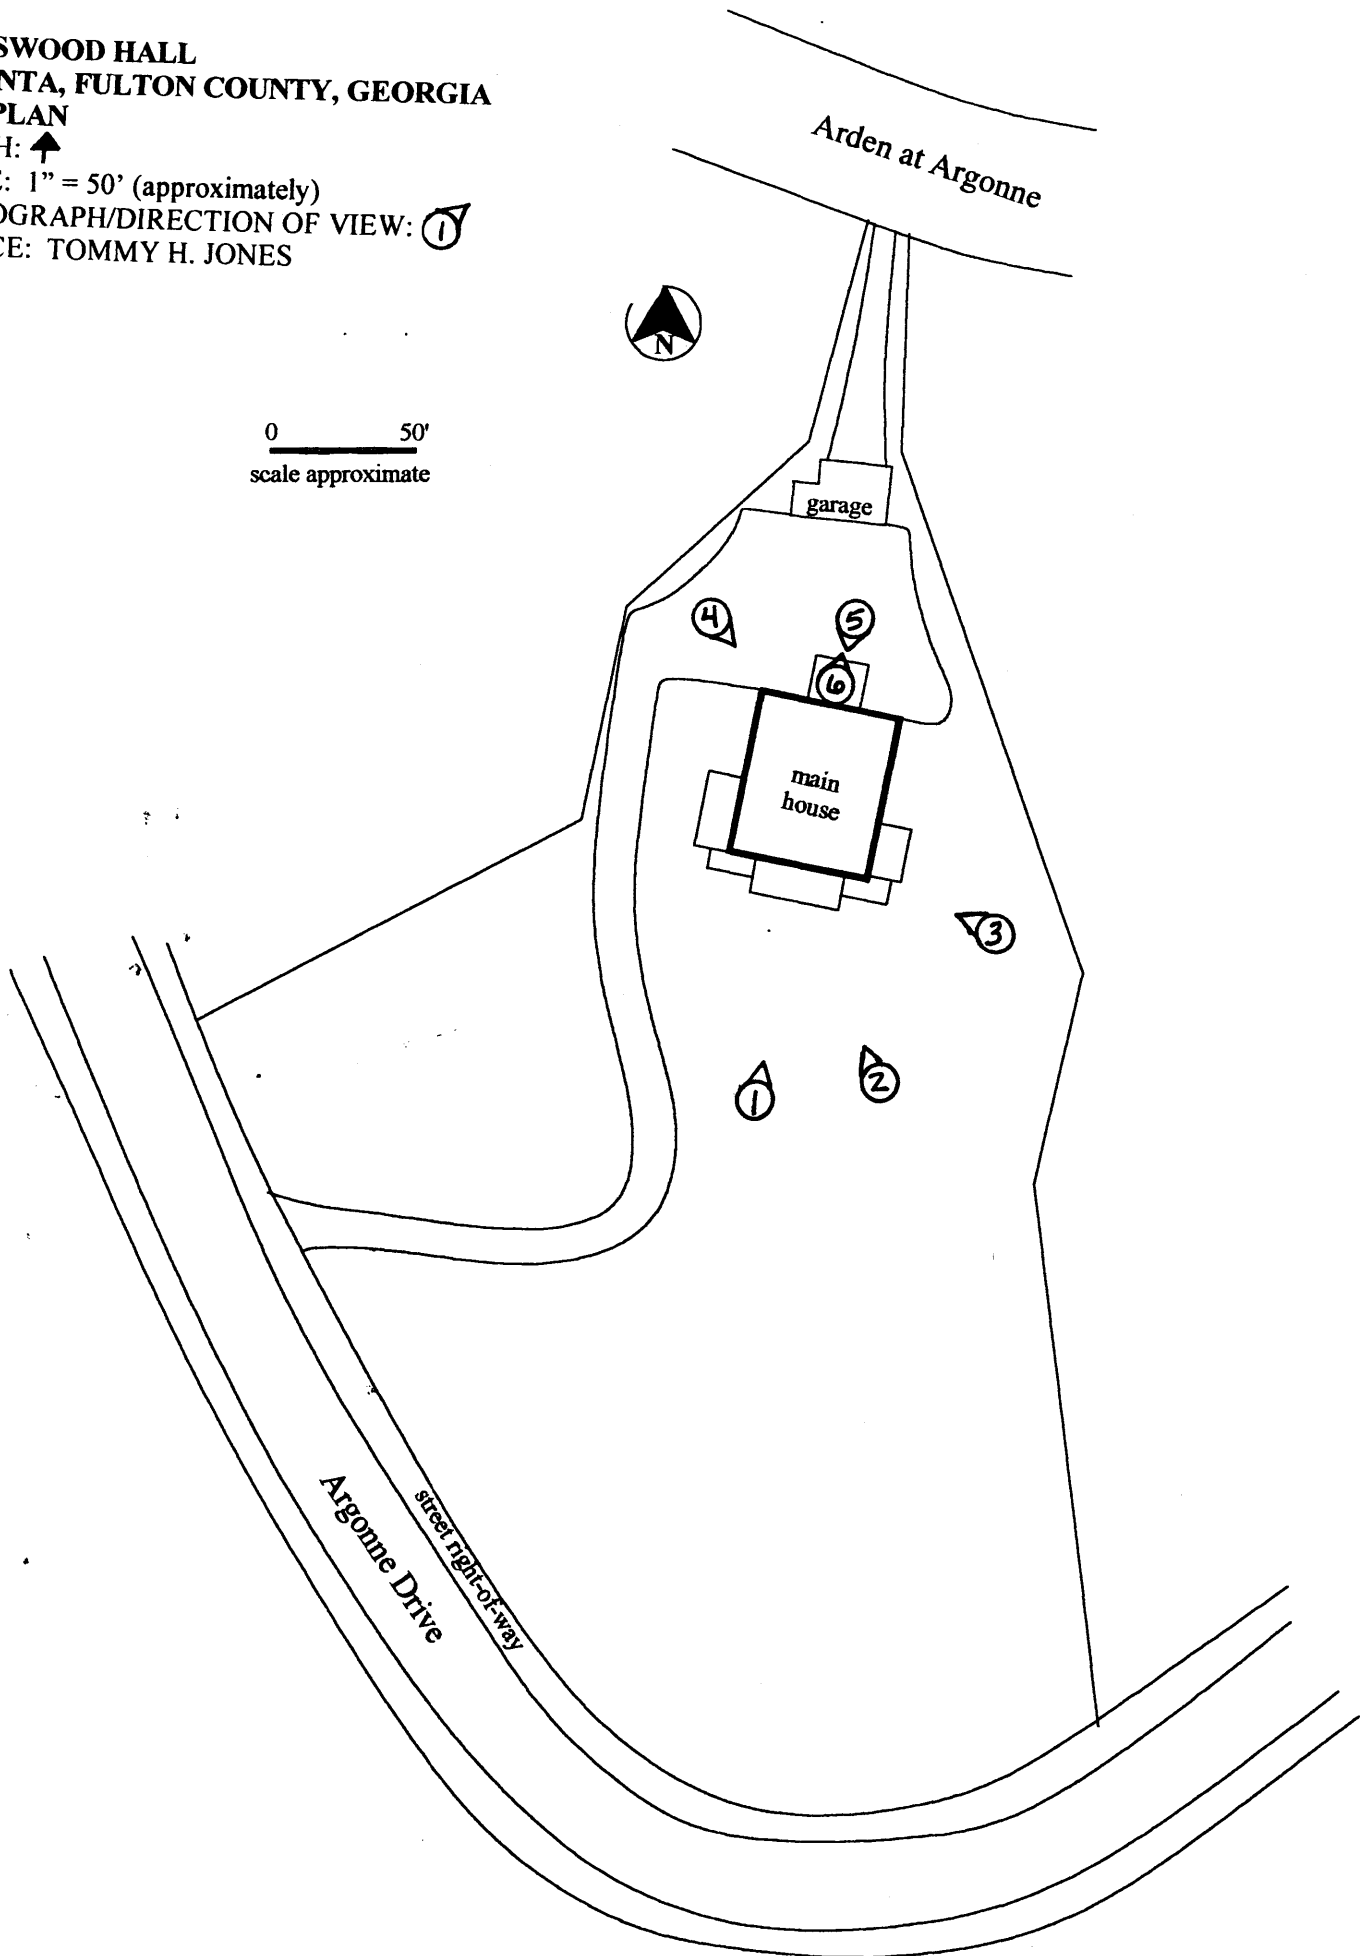 SWOOD HALL
NTA, FULTON COUNTY, GEORGIA
PLAN
H:
: 1” = 50’ (approximately)
OGRAPH/DIRECTION OF VIEW: 1
CE: TOMMY H. JONES
Arden at Argonne
N
0 50'
scale approximate
garage
4
5
6
main
house
3
2
1
Argonne Drive
street right-of-way